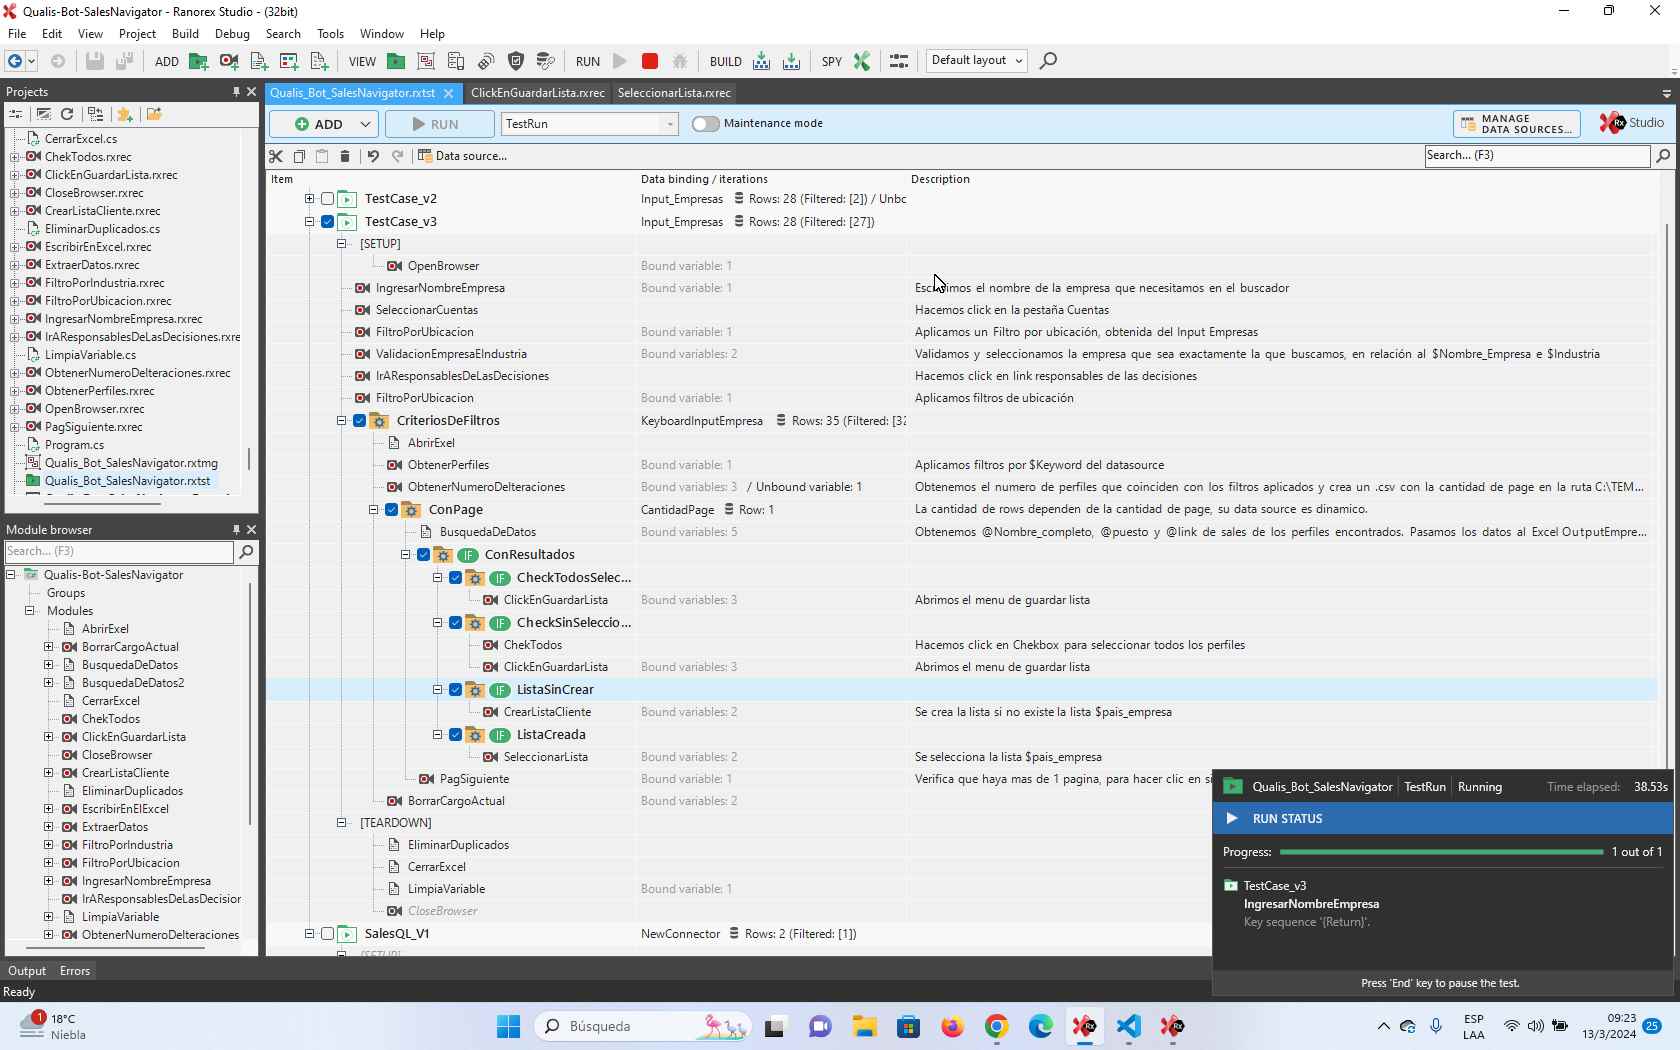 Qualis-Bot-SalesNavigator - Ranorex Studio - (32bit)
File Edit View Project Build Debug Search Tools Window Help
ADD VIEW RUN BUILD SPY Default layout
Projects
CerrarExcel.cs
ChekTodos.rxrec
ClickEnGuardarLista.rxrec
CloseBrowser.rxrec
CrearListaCliente.rxrec
EliminarDuplicados.cs
EscribirEnExcel.rxrec
ExtraerDatos.rxrec
FiltroPorIndustria.rxrec
FiltroPorUbicacion.rxrec
IngresarNombreEmpresa.rxrec
IrAResponsablesDeLasDecisiones.rxre
LimpiaVariable.cs
ObtenerNumeroDeIteraciones.rxrec
ObtenerPerfiles.rxrec
OpenBrowser.rxrec
PagSiguiente.rxrec
Program.cs
Qualis_Bot_SalesNavigator.rxtmg
Qualis_Bot_SalesNavigator.rxtst
Module browser
Search... (F3)
Qualis-Bot-SalesNavigator
Groups
Modules
AbrirExel
BorrarCargoActual
BusquedaDeDatos
BusquedaDeDatos2
CerrarExcel
ChekTodos
ClickEnGuardarLista
CloseBrowser
CrearListaCliente
EliminarDuplicados
EscribirEnElExcel
ExtraerDatos
FiltroPorIndustria
FiltroPorUbicacion
IngresarNombreEmpresa
IrAResponsablesDeLasDecisior
LimpiaVariable
ObtenerNumeroDeIteraciones
Qualis_Bot_SalesNavigator.rxtst ClickEnGuardarLista.rxrec SeleccionarLista.rxrec
ADD RUN TestRun Maintenance mode
MANAGE
DATA SOURCES...
Rx Studio
Data source... Search... (F3)
Item Data binding / iterations Description
TestCase_v2 Input_Empresas Rows: 28 (Filtered: [2]) / Unbc
TestCase_v3 Input_Empresas Rows: 28 (Filtered: [27])
[SETUP]
OpenBrowser Bound variable: 1
IngresarNombreEmpresa Bound variable: 1 imos el nombre de la empresa que necesitamos en el buscador
SeleccionarCuentas Hacemos click en la pestaña Cuentas
FiltroPorUbicacion Bound variable: 1 Aplicamos un Filtro por ubicación, obtenida del Input Empresas
ValidacionEmpresaEIndustria Bound variables: 2 Validamos y seleccionamos la empresa que sea exactamente la que buscamos, en relación al $Nombre_Empresa e $Industria
IrAResponsablesDeLasDecisiones Hacemos click en link responsables de las decisiones
FiltroPorUbicacion Bound variable: 1 Aplicamos filtros de ubicación
CriteriosDeFiltros KeyboardInputEmpresa Rows: 35 (Filtered: [32
AbrirExel
ObtenerPerfiles Bound variable: 1 Aplicamos filtros por $Keyword del datasource
ObtenerNumeroDeIteraciones Bound variables: 3 / Unbound variable: 1 Obtenemos el numero de perfiles que coinciden con los filtros aplicados y crea un .csv con la cantidad de page en la ruta C:\TEM...
ConPage CantidadPage Row: 1 La cantidad de rows dependen de la cantidad de page, su data source es dinamico.
BusquedaDeDatos Bound variables: 5 Obtenemos @Nombre_completo, @puesto y @link de sales de los perfiles encontrados. Pasamos los datos al Excel OutputEmpre...
IF ConResultados
IF CheckTodosSelec...
ClickEnGuardarLista Bound variables: 3 Abrimos el menu de guardar lista
IF CheckSinSeleccio...
ChekTodos Hacemos click en Chekbox para seleccionar todos los perfiles
ClickEnGuardarLista Bound variables: 3 Abrimos el menu de guardar lista
IF ListaSinCrear
CrearListaCliente Bound variables: 2 Se crea la lista si no existe la lista $pais_empresa
IF ListaCreada
SeleccionarLista Bound variables: 2 Se selecciona la lista $pais_empresa
PagSiguiente Bound variable: 1 Verifica que haya mas de 1 pagina, para hacer clic en si
BorrarCargoActual Bound variables: 2
[TEARDOWN]
EliminarDuplicados
CerrarExcel
LimpiaVariable Bound variable: 1
CloseBrowser
SalesQL_V1 NewConnector Rows: 2 (Filtered: [1])
[SETUP]
Qualis_Bot_SalesNavigator TestRun Running Time elapsed: 38.53s
RUN STATUS
Progress: 1 out of 1
TestCase_v3
IngresarNombreEmpresa
Key sequence '{Return}'.
Press 'End' key to pause the test.
Output Errors
Ready
1 18°C
Niebla
Búsqueda
ESP
LAA
09:23
13/3/2024
25